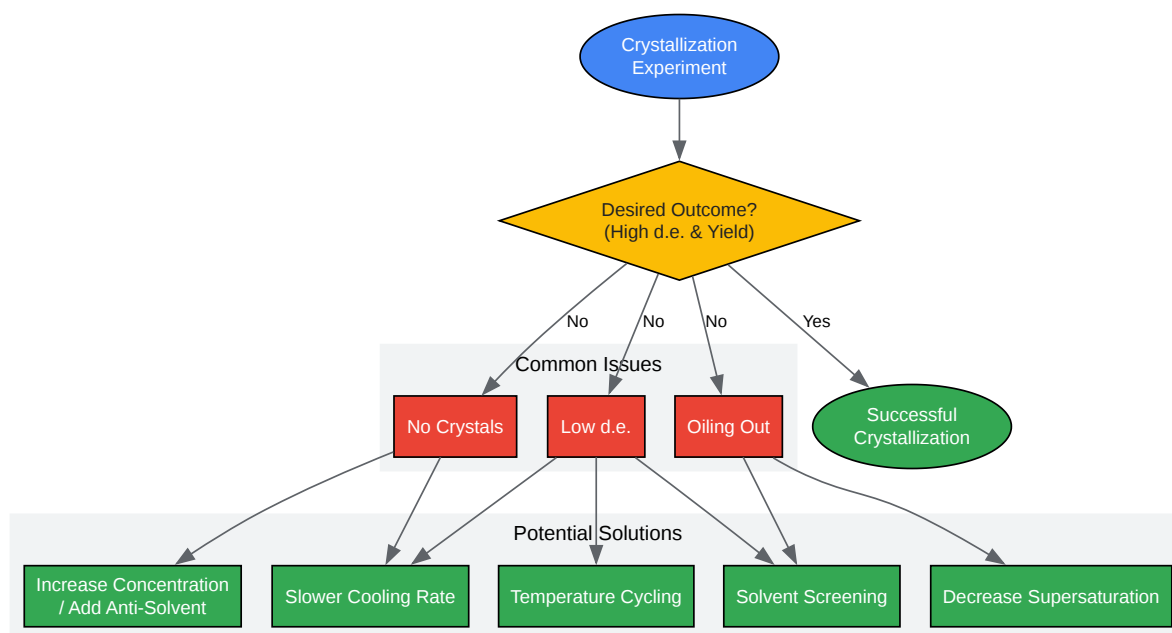 Crystallization
Experiment
Desired Outcome?
(High d.e. & Yield)
No
No
No
Yes
Common Issues
No Crystals
Low d.e.
Oiling Out
Successful
Crystallization
Potential Solutions
Increase Concentration
/ Add Anti-Solvent
Slower Cooling Rate
Temperature Cycling
Solvent Screening
Decrease Supersaturation